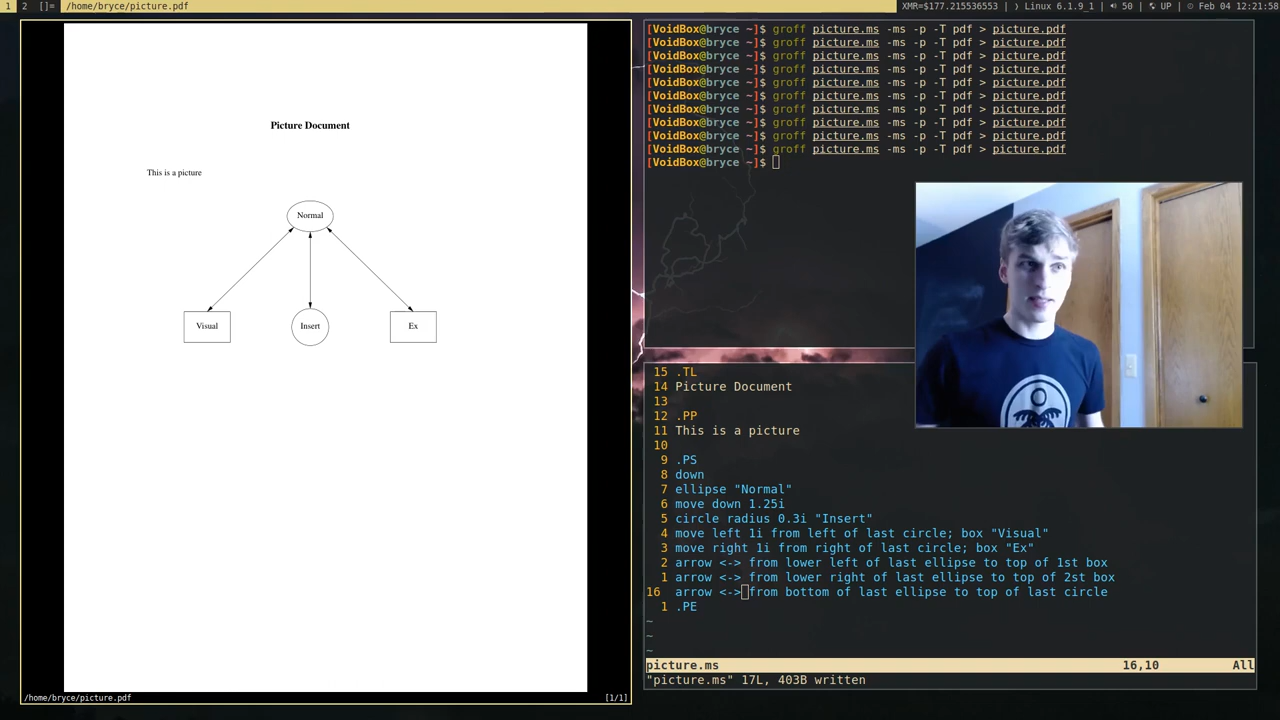 1 2 []= /home/bryce/picture.pdf
XMR=$177.215536553 | Linux 6.1.9_1 | 50 | UP | Feb 04 12:21:58
Picture Document
This is a picture
Normal
Visual Insert Ex
/home/bryce/picture.pdf [1/1]
[VoidBox@bryce ~]$ groff picture.ms -ms -p -T pdf > picture.pdf
[VoidBox@bryce ~]$ groff picture.ms -ms -p -T pdf > picture.pdf
[VoidBox@bryce ~]$ groff picture.ms -ms -p -T pdf > picture.pdf
[VoidBox@bryce ~]$ groff picture.ms -ms -p -T pdf > picture.pdf
[VoidBox@bryce ~]$ groff picture.ms -ms -p -T pdf > picture.pdf
[VoidBox@bryce ~]$ groff picture.ms -ms -p -T pdf > picture.pdf
[VoidBox@bryce ~]$ groff picture.ms -ms -p -T pdf > picture.pdf
[VoidBox@bryce ~]$ groff picture.ms -ms -p -T pdf > picture.pdf
[VoidBox@bryce ~]$ groff picture.ms -ms -p -T pdf > picture.pdf
[VoidBox@bryce ~]$ groff picture.ms -ms -p -T pdf > picture.pdf
[VoidBox@bryce ~]$
15 .TL
14 Picture Document
13
12 .PP
11 This is a picture
10
9 .PS
8 down
7 ellipse "Normal"
6 move down 1.25i
5 circle radius 0.3i "Insert"
4 move left 1i from left of last circle; box "Visual"
3 move right 1i from right of last circle; box "Ex"
2 arrow <-> from lower left of last ellipse to top of 1st box
1 arrow <-> from lower right of last ellipse to top of 2st box
16 arrow <-> from bottom of last ellipse to top of last circle
1 .PE
~
~
~
picture.ms 16,10 All
"picture.ms" 17L, 403B written